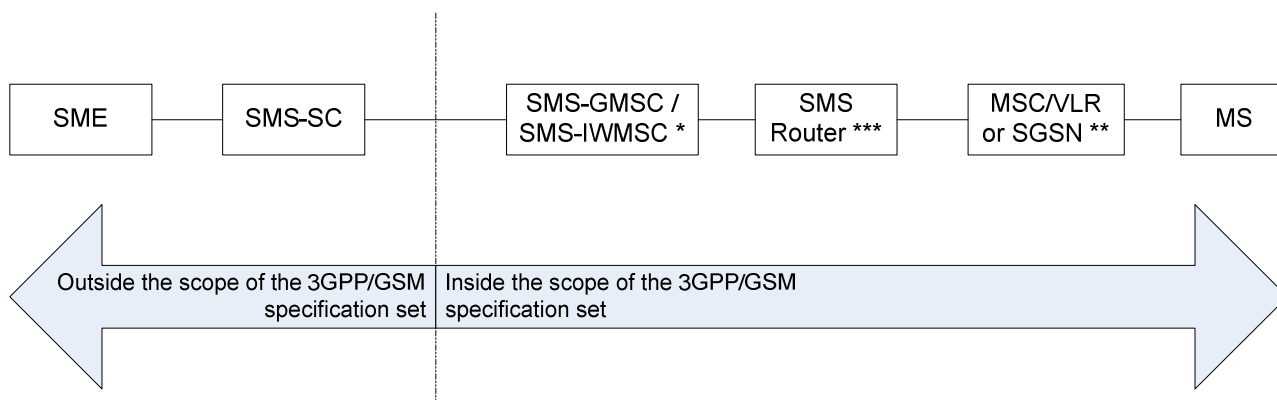 SME
SMS-SC
SMS-GMSC /
SMS-IWMSC *
SMS
Router ***
MSC/VLR
or SGSN **
MS
Outside the scope of the 3GPP/GSM
specification set
Inside the scope of the 3GPP/GSM
specification set